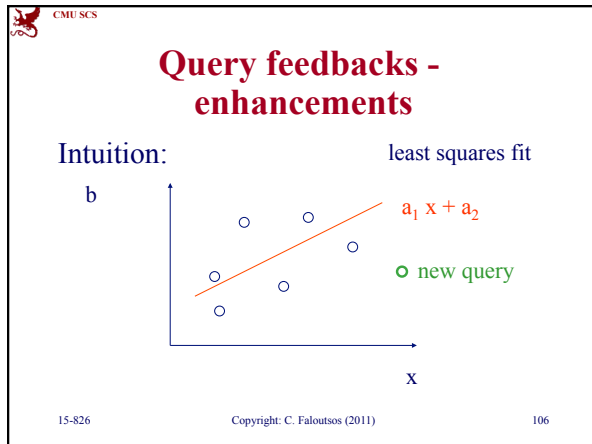 CMU SCS
Query feedbacks -
enhancements
Intuition:
least squares fit
b
a₁ x + a₂
new query
x
15-826
Copyright: C. Faloutsos (2011)
106